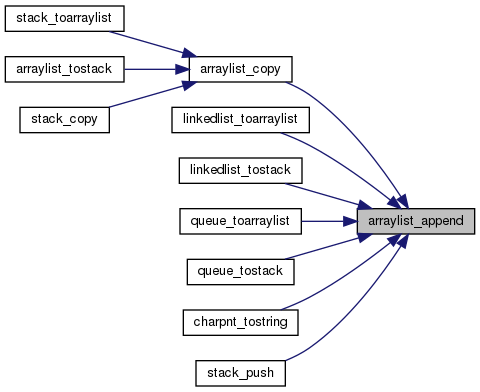 stack_toarraylist
arraylist_tostack
arraylist_copy
stack_copy
linkedlist_toarraylist
linkedlist_tostack
queue_toarraylist
arraylist_append
queue_tostack
charpnt_tostring
stack_push